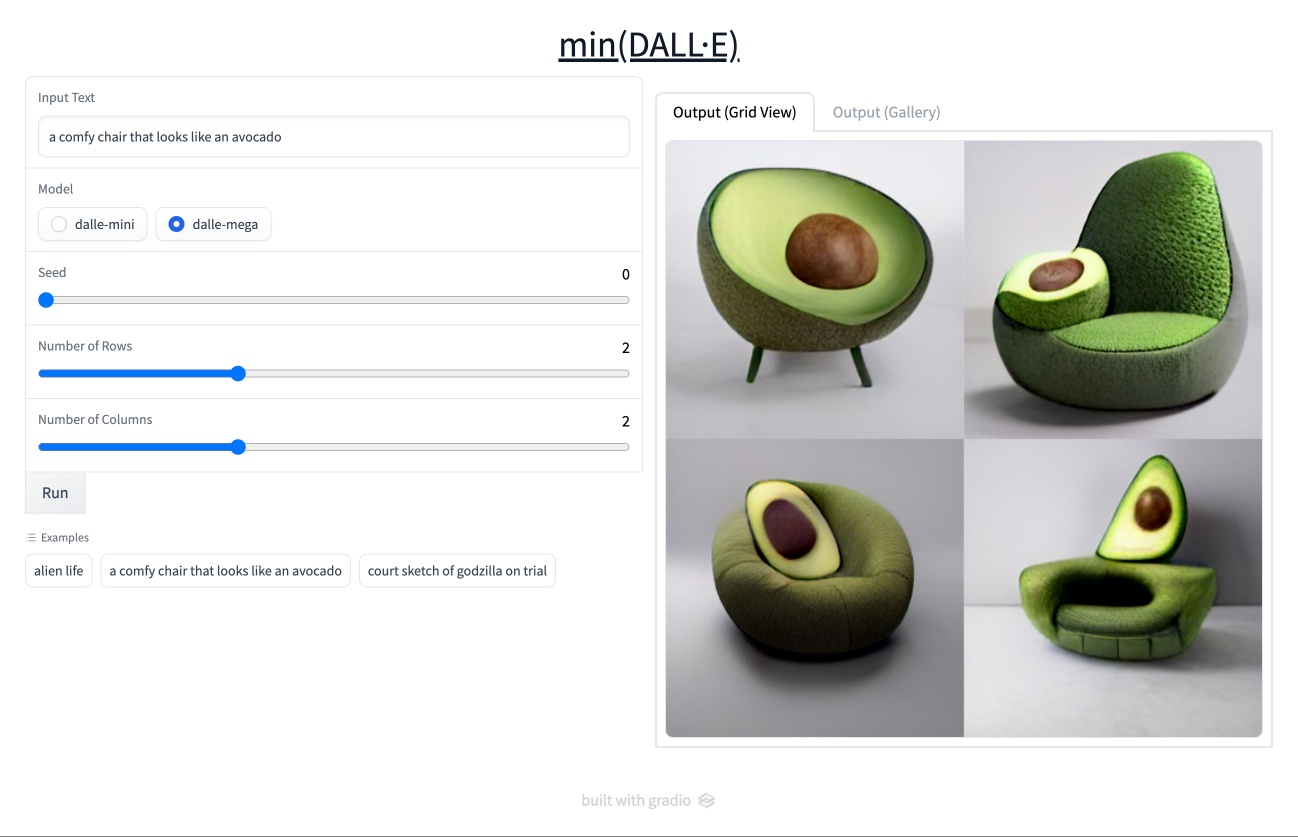 min(DALL·E)
Input Text
a comfy chair that looks like an avocado
Model
dalle-mini dalle-mega
Seed 0
Number of Rows 2
Number of Columns 2
Run
Examples
alien life a comfy chair that looks like an avocado court sketch of godzilla on trial
Output (Grid View) Output (Gallery)
built with gradio